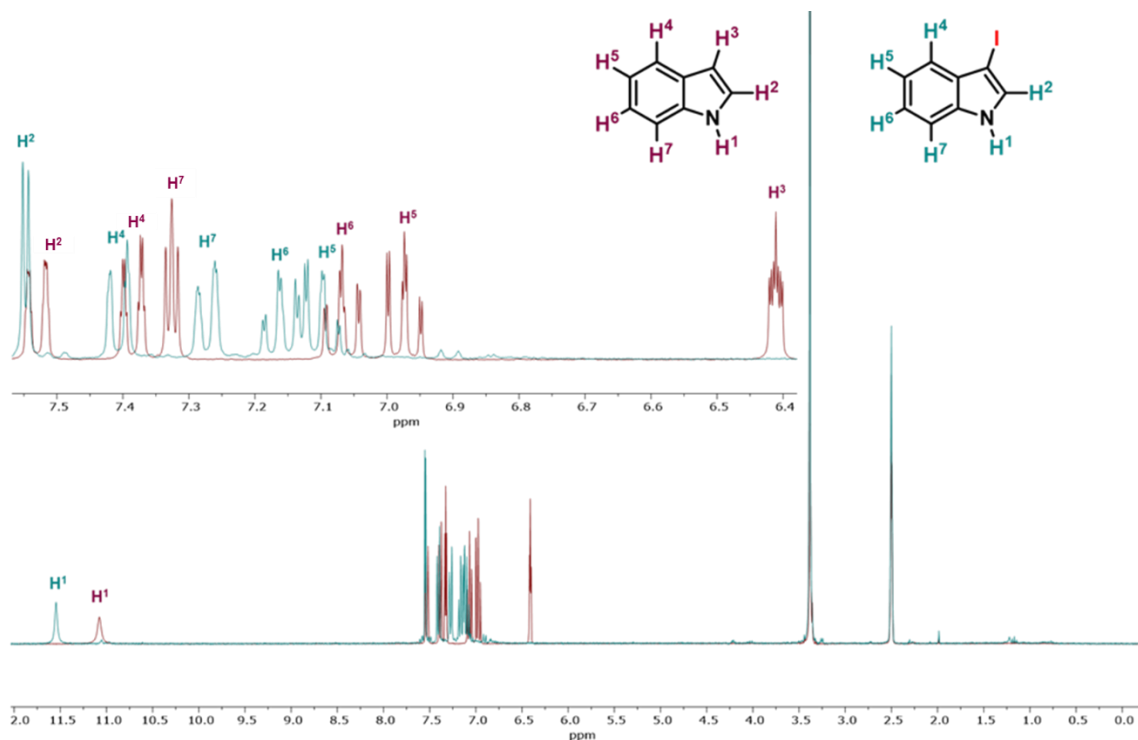 H⁴ H³
H⁵
H²
H⁶
N
H⁷ H¹
H⁴ I
H⁵
H²
H⁶
N
H⁷ H¹
H²
H²
H⁴
H⁴
H⁷
H⁷
H⁶
H⁵
H⁶
H⁵
H³
7.5 7.4 7.3 7.2 7.1 7.0 6.9 6.8 6.7 6.6 6.5 6.4
ppm
H¹
H¹
2.0 11.5 11.0 10.5 10.0 9.5 9.0 8.5 8.0 7.5 7.0 6.5 6.0 5.5 5.0 4.5 4.0 3.5 3.0 2.5 2.0 1.5 1.0 0.5 0.0
ppm